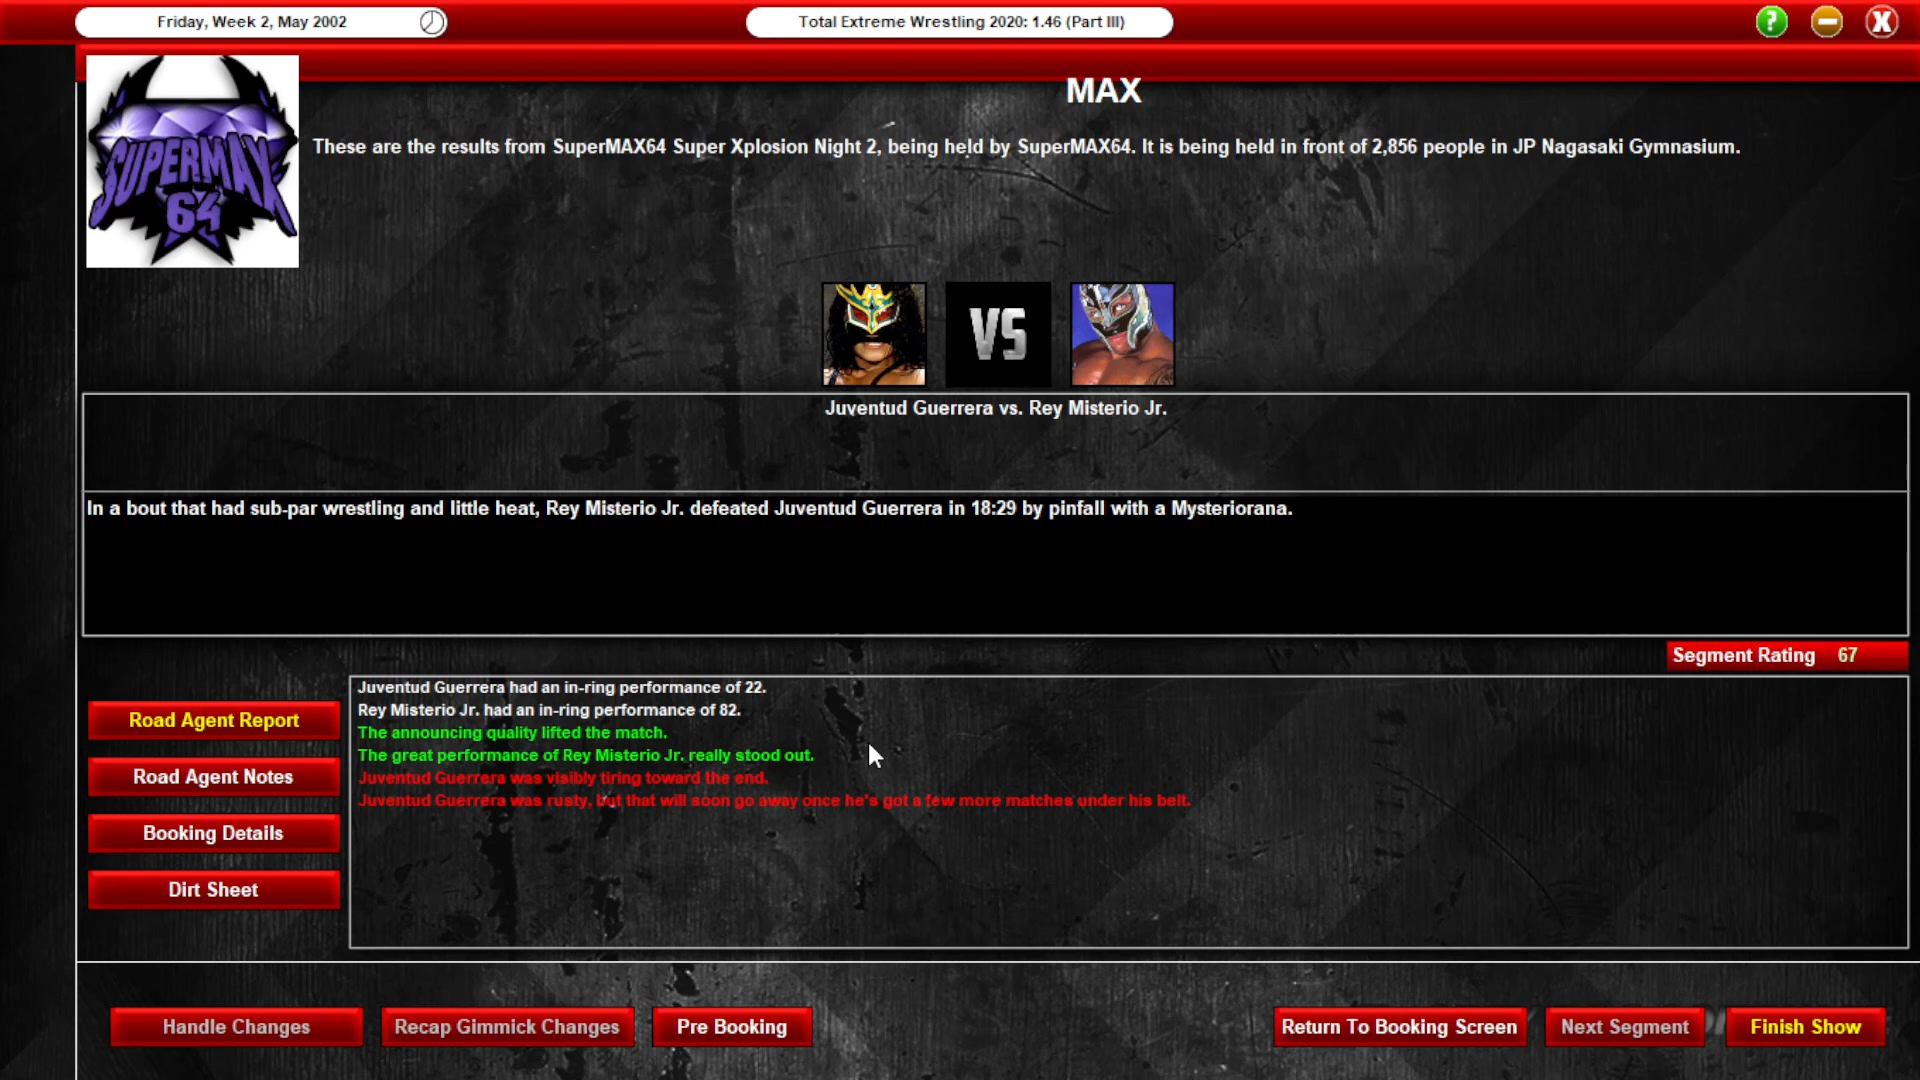 Friday, Week 2, May 2002
Total Extreme Wrestling 2020: 1.46 (Part III)
?
X
SUPERMAX
64
MAX
These are the results from SuperMAX64 Super Xplosion Night 2, being held by SuperMAX64. It is being held in front of 2,856 people in JP Nagasaki Gymnasium.
VS
Juventud Guerrera vs. Rey Misterio Jr.
In a bout that had sub-par wrestling and little heat, Rey Misterio Jr. defeated Juventud Guerrera in 18:29 by pinfall with a Mysteriorana.
Segment Rating 67
Road Agent Report
Road Agent Notes
Booking Details
Dirt Sheet
Juventud Guerrera had an in-ring performance of 22.
Rey Misterio Jr. had an in-ring performance of 82.
The announcing quality lifted the match.
The great performance of Rey Misterio Jr. really stood out.
Juventud Guerrera was visibly tiring toward the end.
Juventud Guerrera was rusty, but that will soon go away once he's got a few more matches under his belt.
Handle Changes
Recap Gimmick Changes
Pre Booking
Return To Booking Screen
Next Segment
Finish Show